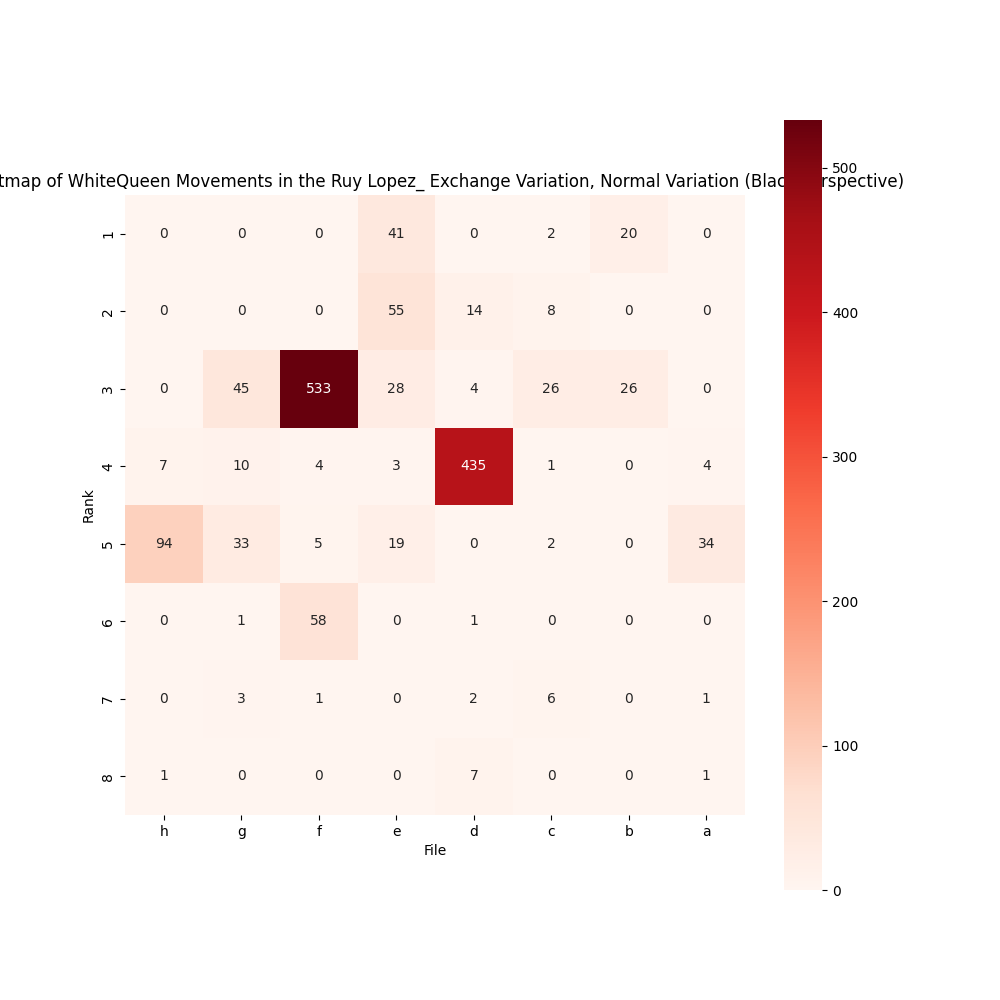 tmap of WhiteQueen Movements in the Ruy Lopez_ Exchange Variation, Normal Variation (Black Perspective)
1 0 0 0 41 0 2 20 0
2 0 0 0 55 14 8 0 0
3 0 45 533 28 4 26 26 0
4 7 10 4 3 435 1 0 4
5 94 33 5 19 0 2 0 34
6 0 1 58 0 1 0 0 0
7 0 3 1 0 2 6 0 1
8 1 0 0 0 7 0 0 1
h g f e d c b a
File
Rank
500
400
300
200
100
0